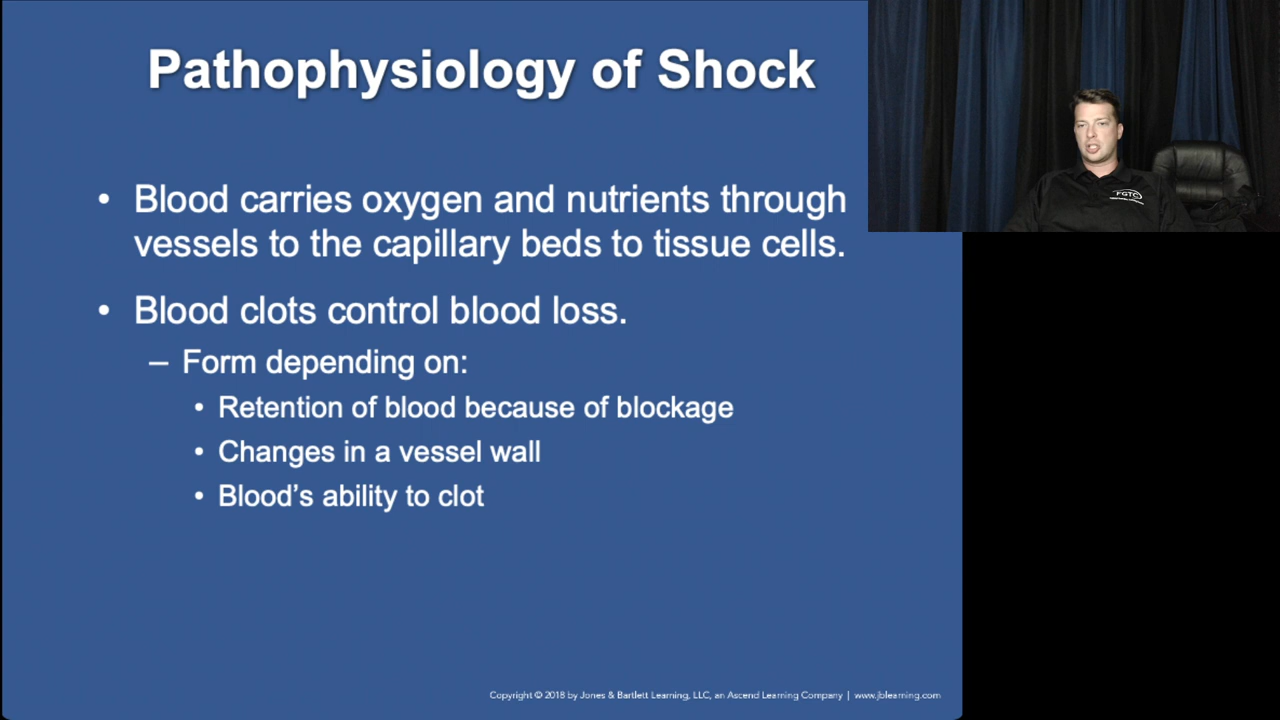 Pathophysiology of Shock
• Blood carries oxygen and nutrients through
vessels to the capillary beds to tissue cells.
• Blood clots control blood loss.
– Form depending on:
• Retention of blood because of blockage
• Changes in a vessel wall
• Blood’s ability to clot
Copyright © 2018 by Jones & Bartlett Learning, LLC, an Ascend Learning Company | www.jblearning.com
FGTC